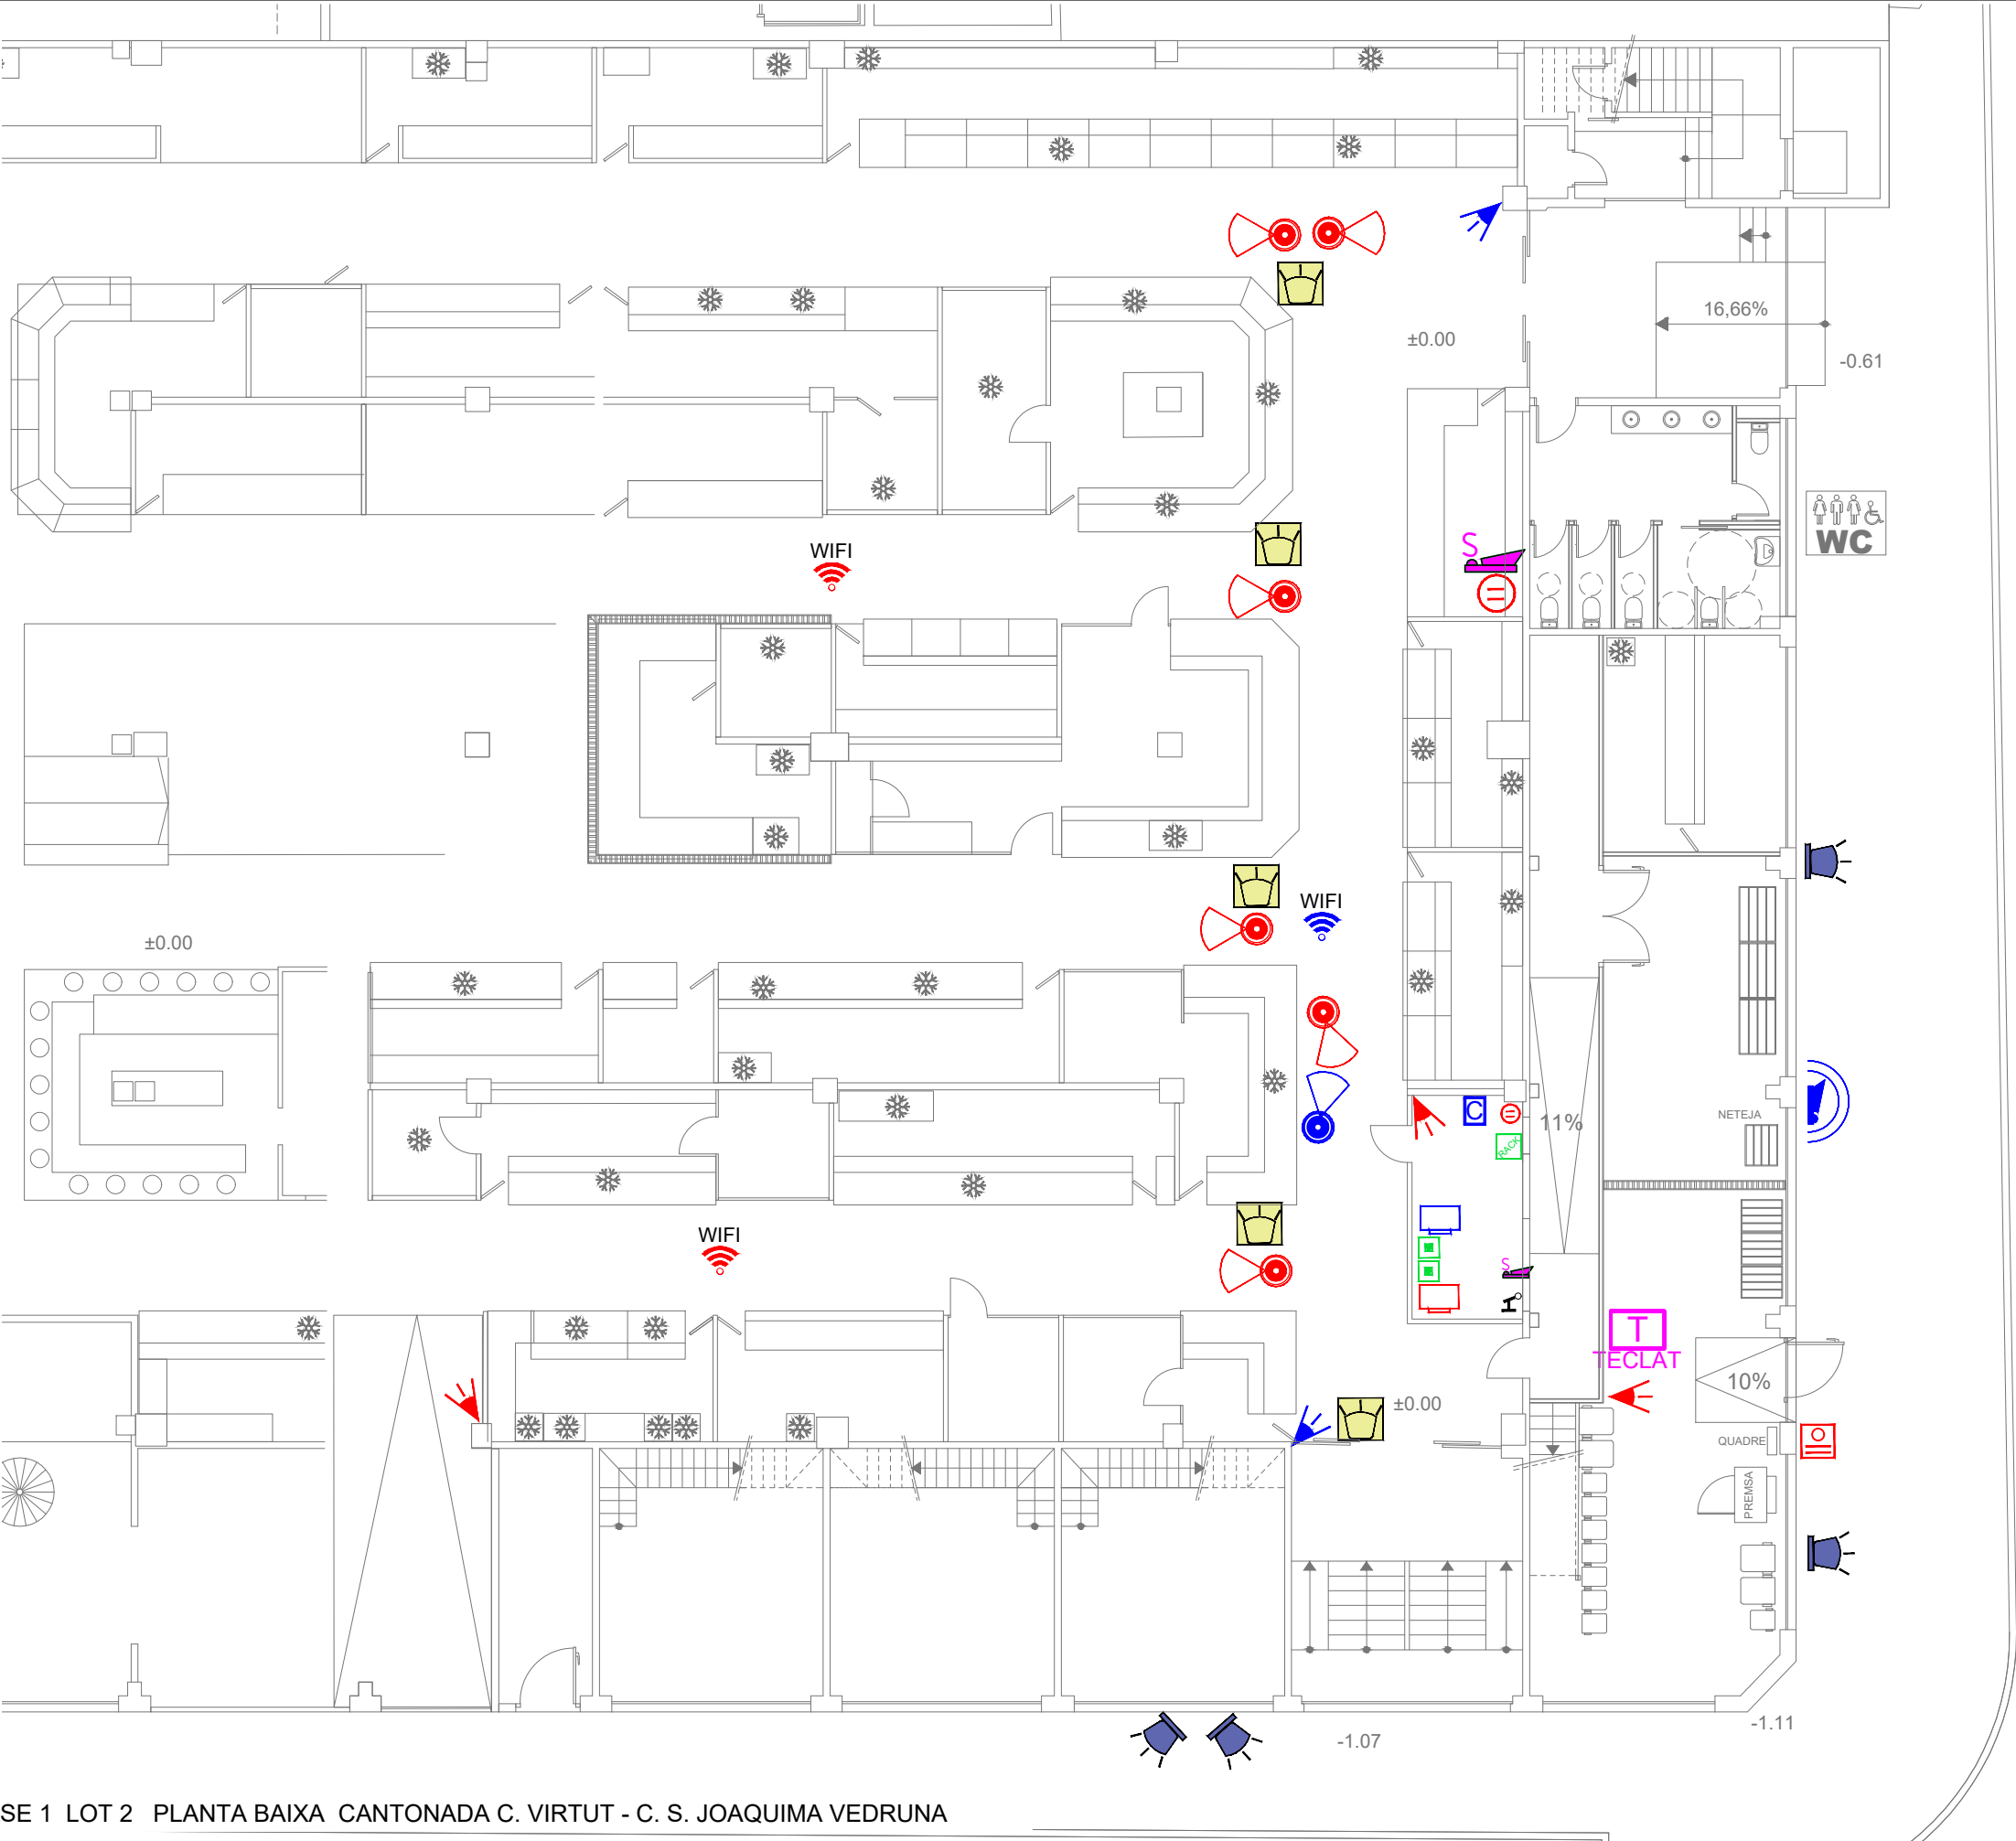 16,66%
±0.00
-0.61
WIFI
S
WC
WIFI
±0.00
C
11%
NETEJA
RACK
WIFI
S
T
TECLAT
10%
±0.00
QUADRE
PREMSA
-1.11
-1.07
SE 1 LOT 2 PLANTA BAIXA CANTONADA C. VIRTUT - C. S. JOAQUIMA VEDRUNA